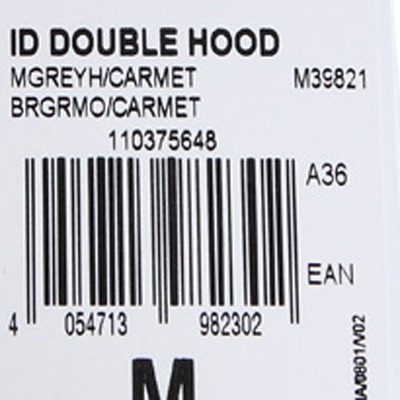 ID DOUBLE HOOD
MGREYH/CARMET M39821
BRGRMO/CARMET
110375648
A36
EAN
4 054713 982302
M